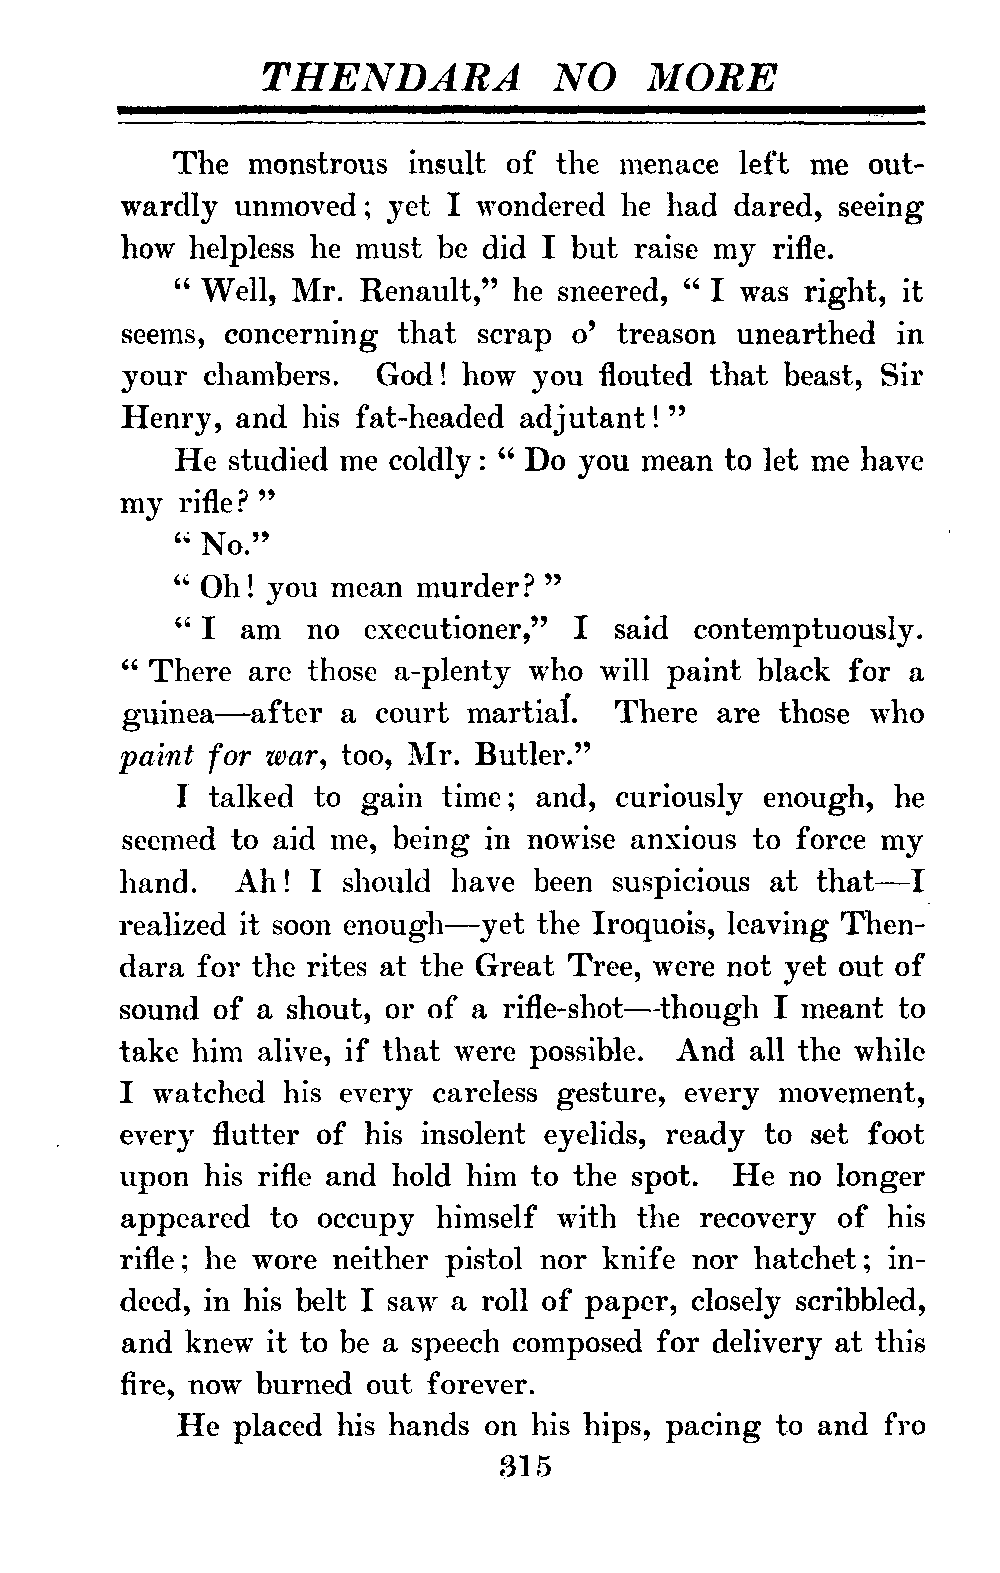 THENDARA NO MORE
The monstrous insult of the menace left me out-
wardly unmoved; yet I wondered he had dared, seeing
how helpless he must be did I but raise my rifle.
“ Well, Mr. Renault,” he sneered, “ I was right, it
seems, concerning that scrap o’ treason unearthed in
your chambers. God! how you flouted that beast, Sir
Henry, and his fat-headed adjutant! ”
He studied me coldly: “ Do you mean to let me have
my rifle? ”
“ No.”
“ Oh! you mean murder? ”
“ I am no executioner,” I said contemptuously.
“ There are those a-plenty who will paint black for a
guinea—after a court martial. There are those who
paint for war, too, Mr. Butler.”
I talked to gain time; and, curiously enough, he
seemed to aid me, being in nowise anxious to force my
hand. Ah! I should have been suspicious at that—I
realized it soon enough—yet the Iroquois, leaving Then-
dara for the rites at the Great Tree, were not yet out of
sound of a shout, or of a rifle-shot—though I meant to
take him alive, if that were possible. And all the while
I watched his every careless gesture, every movement,
every flutter of his insolent eyelids, ready to set foot
upon his rifle and hold him to the spot. He no longer
appeared to occupy himself with the recovery of his
rifle; he wore neither pistol nor knife nor hatchet; in-
deed, in his belt I saw a roll of paper, closely scribbled,
and knew it to be a speech composed for delivery at this
fire, now burned out forever.
He placed his hands on his hips, pacing to and fro
315